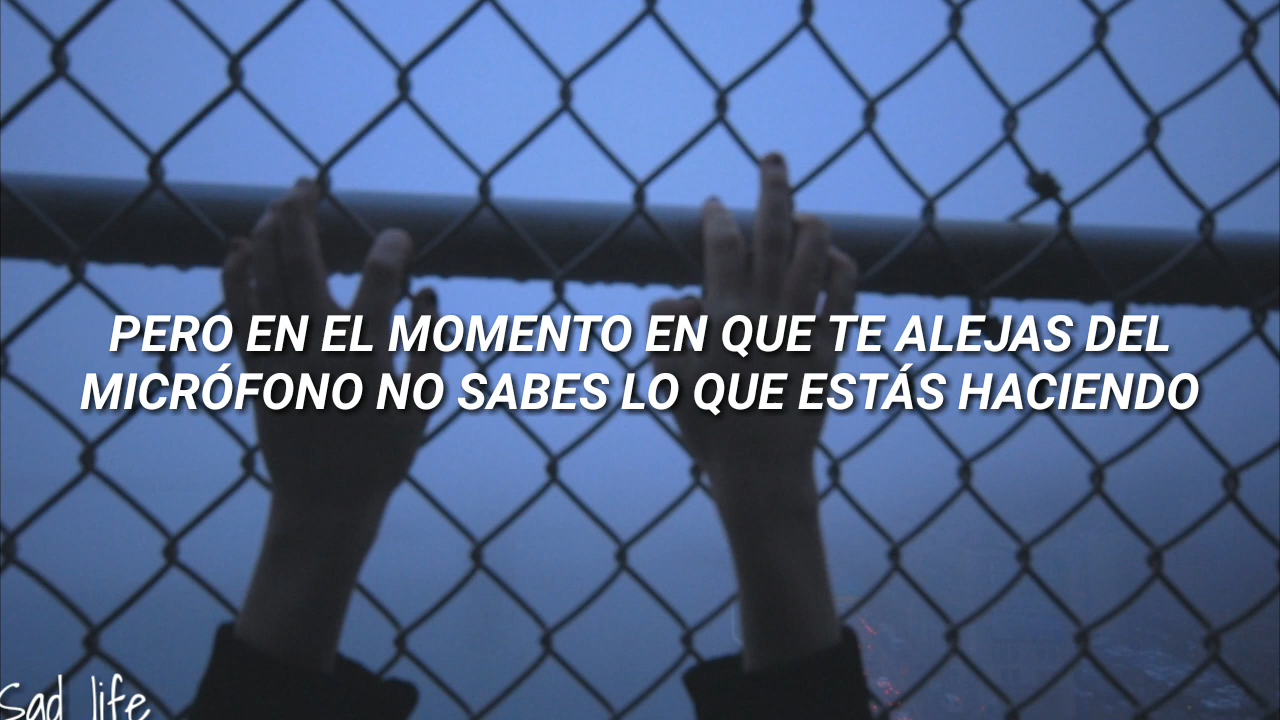 PERO EN EL MOMENTO EN QUE TE ALEJAS DEL
MICRÓFONO NO SABES LO QUE ESTÁS HACIENDO
Sad life